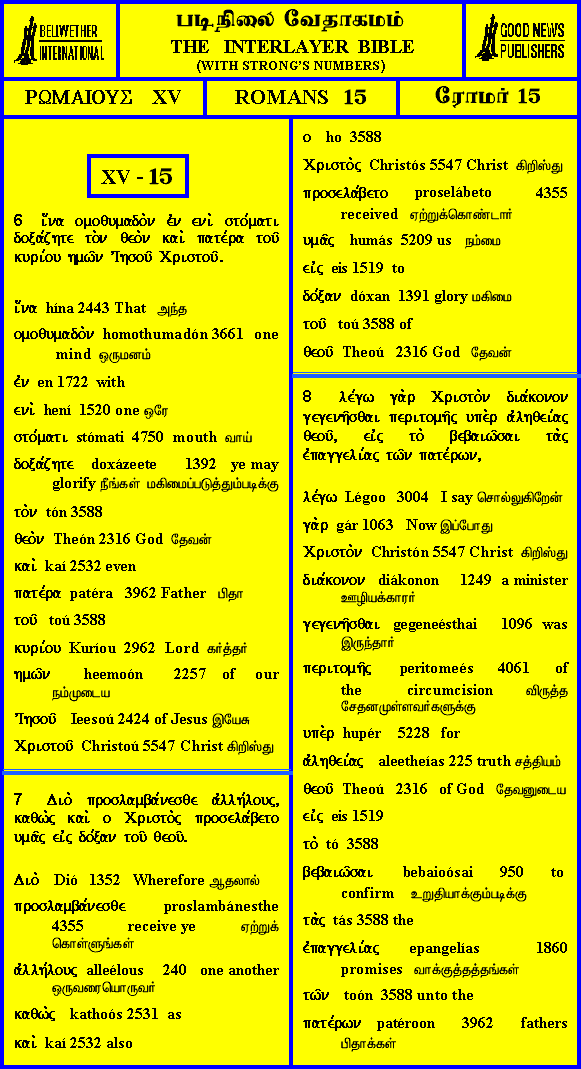 BELIWETHER
INTERNATIONAL
படிநிலை வேதாகமம்
THE INTERLAYER BIBLE
(WITH STRONG'S NUMBERS)
GOOD NEWS
PUBLISHERS
ΡΩΜΑΙΟΥΣ XV
ROMANS 15
ரோமர் 15
XV - 15
6 ἵνα ομοθυμαδὸν ἐν ενὶ στόματι
δοξάζητε τὸν θεὸν καὶ πατέρα τοῦ
κυρίου ημῶν Ἰησοῦ Χριστοῦ.
ἵνα hína 2443 That அந்த
ομοθυμαδὸν homothumadón 3661 one
mind ஒருமனம்
ἐν en 1722 with
ενὶ hení 1520 one ஒரே
στόματι stómati 4750 mouth வாய்
δοξάζητε doxázeete 1392 ye may
glorify நீங்கள் மகிமைப்படுத்தும்படிக்கு
τὸν tón 3588
θεὸν Theón 2316 God தேவன்
καὶ kaí 2532 even
πατέρα patéra 3962 Father பிதா
τοῦ toú 3588
κυρίου Kuríou 2962 Lord கர்த்தர்
ημῶν heemoón 2257 of our
நம்முடைய
Ἰησοῦ Ieesoú 2424 of Jesus இயேசு
Χριστοῦ Christoú 5547 Christ கிறிஸ்து
7 Διὸ προσλαμβάνεσθε ἀλλήλους,
καθὼς καὶ ο Χριστὸς προσελάβετο
υμᾶς εἰς δόξαν τοῦ θεοῦ.
Διὸ Dió 1352 Wherefore ஆதலால்
προσλαμβάνεσθε proslambánesthe
4355 receive ye ஏற்றுக்
கொள்ளுங்கள்
ἀλλήλους alleélous 240 one another
ஒருவரையொருவர்
καθὼς kathoós 2531 as
καὶ kaí 2532 also
ο ho 3588
Χριστὸς Christós 5547 Christ கிறிஸ்து
προσελάβετο proselábeto 4355
received ஏற்றுக்கொண்டார்
υμᾶς humás 5209 us நம்மை
εἰς eis 1519 to
δόξαν dóxan 1391 glory மகிமை
τοῦ toú 3588 of
θεοῦ Theoú 2316 God தேவன்
8 λέγω γὰρ Χριστὸν διάκονον
γεγενῆσθαι περιτομῆς υπὲρ ἀληθείας
θεοῦ, εἰς τὸ βεβαιῶσαι τὰς
ἐπαγγελίας τῶν πατέρων,
λέγω Légoo 3004 I say சொல்லுகிறேன்
γὰρ gár 1063 Now இப்போது
Χριστὸν Christón 5547 Christ கிறிஸ்து
διάκονον diákonon 1249 a minister
ஊழியக்காரர்
γεγενῆσθαι gegeneésthai 1096 was
இருந்தார்
περιτομῆς peritomeés 4061 of
the circumcision விருத்த
சேதனமுள்ளவர்களுக்கு
υπὲρ hupér 5228 for
ἀληθείας aleetheías 225 truth சத்தியம்
θεοῦ Theoú 2316 of God தேவனுடைய
εἰς eis 1519
τὸ tó 3588
βεβαιῶσαι bebaioósai 950 to
confirm உறுதியாக்கும்படிக்கு
τὰς tás 3588 the
ἐπαγγελίας epangelías 1860
promises வாக்குத்தத்தங்கள்
τῶν toón 3588 unto the
πατέρων patéroon 3962 fathers
பிதாக்கள்